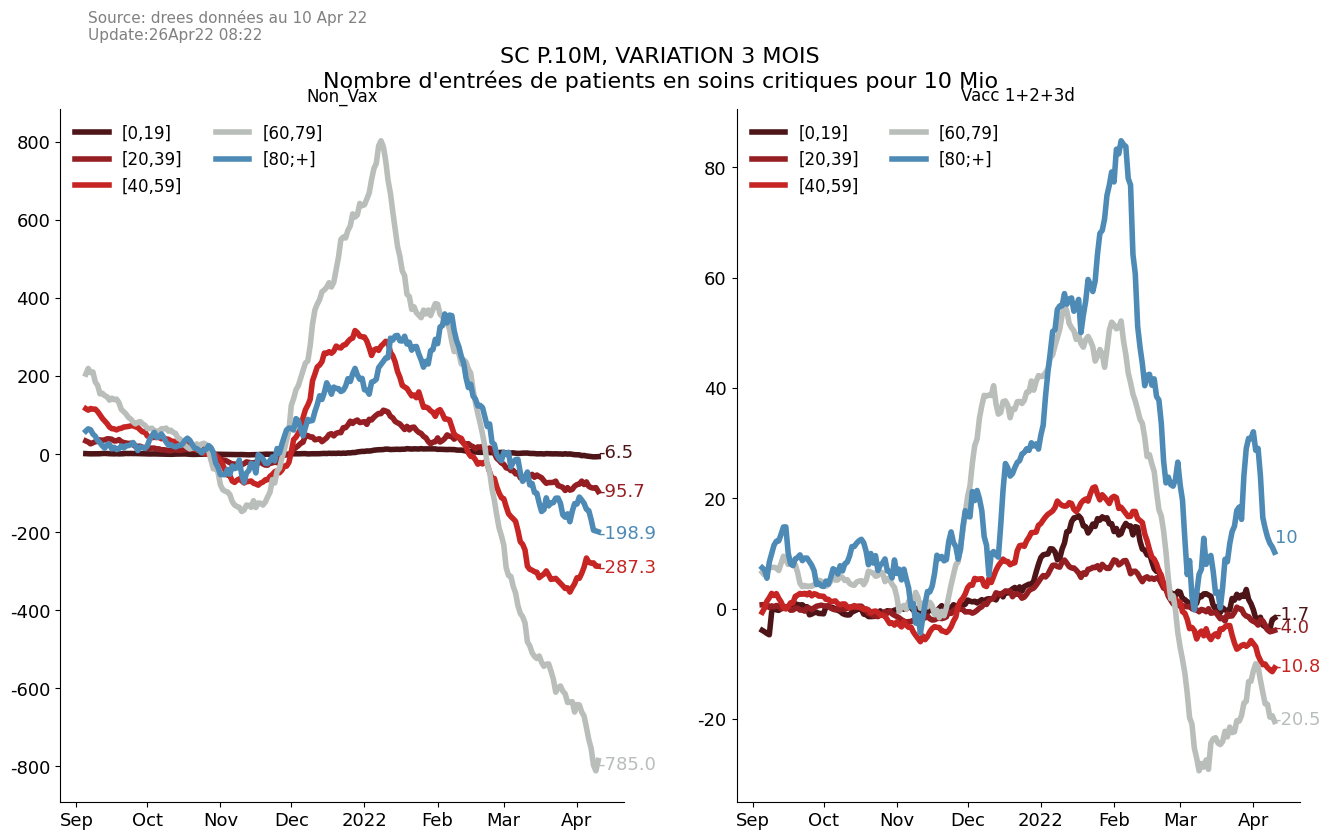 Source: drees données au 10 Apr 22
Update:26Apr22 08:22
SC P.10M, VARIATION 3 MOIS
Nombre d'entrées de patients en soins critiques pour 10 Mio
Non_Vax
[0,19]
[20,39]
[40,59]
[60,79]
[80;+]
800
600
400
200
0
-200
-400
-600
-800
-6.5
-95.7
-198.9
-287.3
-785.0
Sep
Oct
Nov
Dec
2022
Feb
Mar
Apr
Vacc 1+2+3d
[0,19]
[20,39]
[40,59]
[60,79]
[80;+]
80
60
40
20
0
-20
10
-1.7
-4.0
-10.8
-20.5
Sep
Oct
Nov
Dec
2022
Feb
Mar
Apr